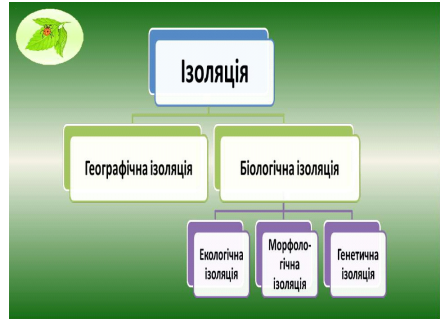 Ізоляція
Географічна ізоляція
Біологічна ізоляція
Екологічна
ізоляція
Морфоло-
гічна
ізоляція
Генетична
ізоляція